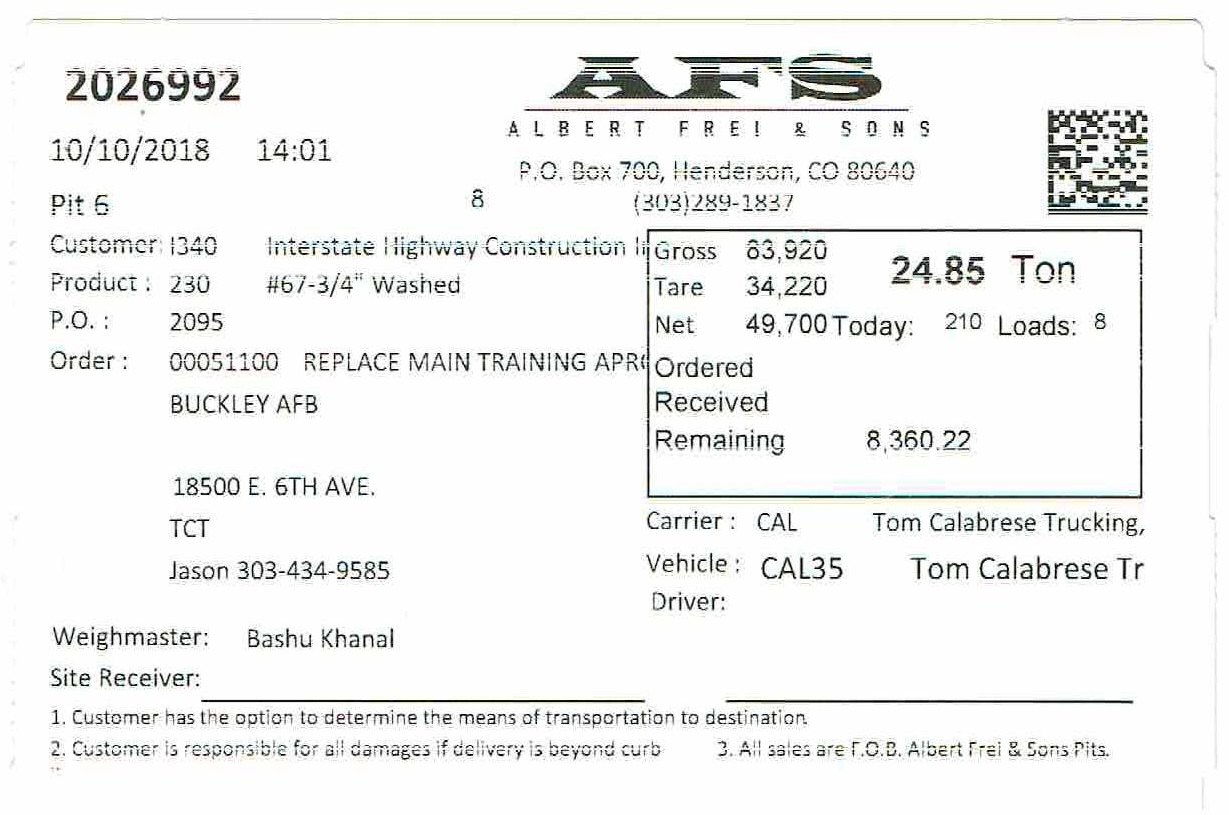 2026992
AFS
ALBERT FREI & SONS
10/10/2018 14:01
P.O. Box 700, Henderson, CO 80640
Pit 6 8 (303)289-1837
Customer: I340 Interstate Highway Construction
Gross 83,920 24.85 Ton
Product : 230 #67-3/4" Washed
Tare 34,220
P.O. : 2095
Net 49,700 Today: 210 Loads: 8
Order : 00051100 REPLACE MAIN TRAINING APRO
Ordered
BUCKLEY AFB
Received
Remaining 8,360.22
18500 E. 6TH AVE.
Carrier : CAL Tom Calabrese Trucking,
TCT
Jason 303-434-9585
Vehicle : CAL35 Tom Calabrese Tr
Driver:
Weighmaster: Bashu Khanal
Site Receiver:
1. Customer has the option to determine the means of transportation to destination.
2. Customer is responsible for all damages if delivery is beyond curb 3. All sales are F.O.B. Albert Frei & Sons Pits.